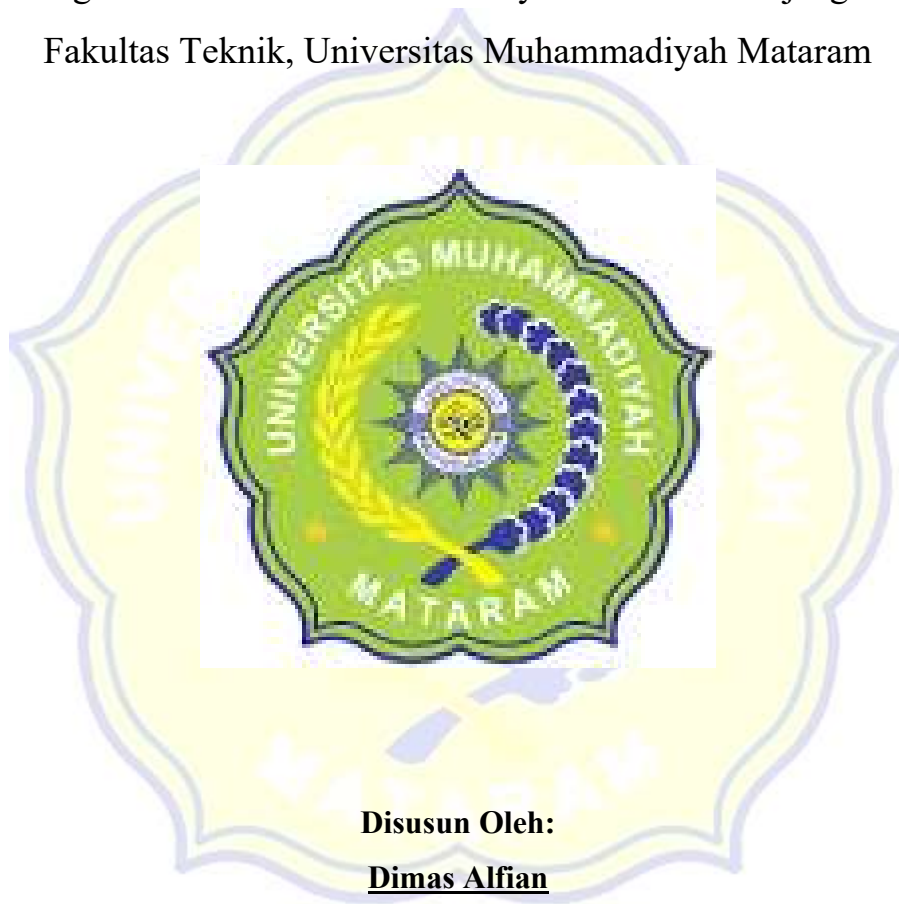 Fakultas Teknik, Universitas Muhammadiyah Mataram
UNIVERSITAS MUHAMMADIYAH
MATARAM
Disusun Oleh:
Dimas Alfian